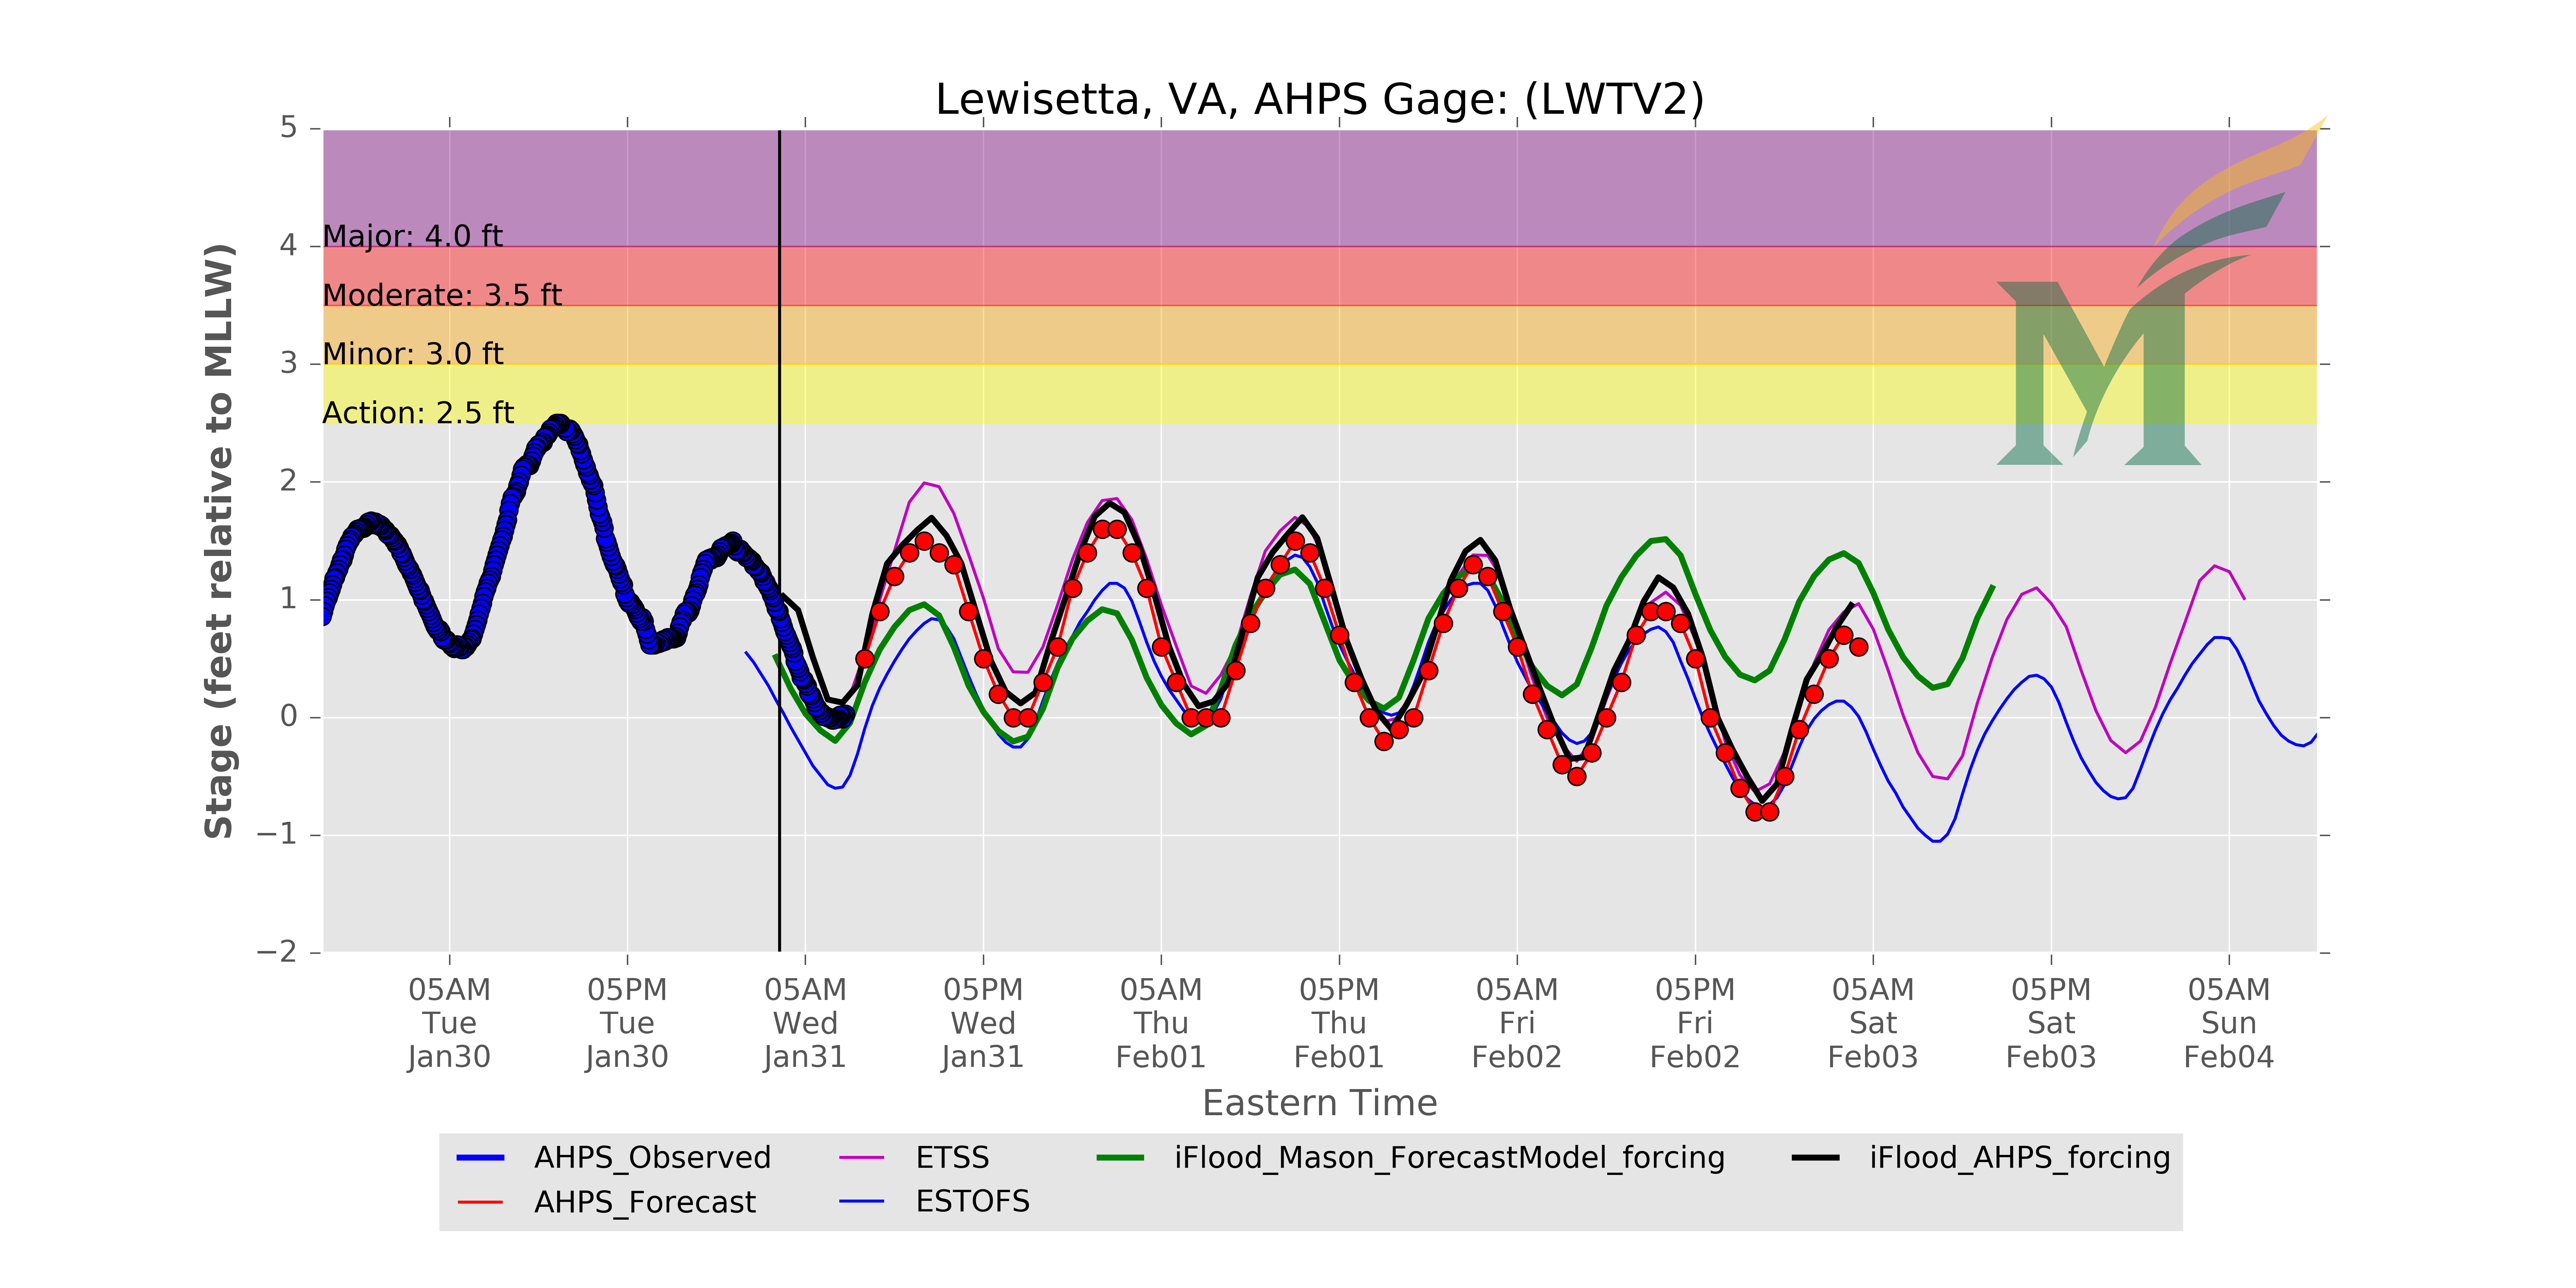 Lewisetta, VA, AHPS Gage: (LWTV2)
Stage (feet relative to MLLW)
5
4
3
2
1
0
−1
−2
Major: 4.0 ft
Moderate: 3.5 ft
Minor: 3.0 ft
Action: 2.5 ft
M
05AM Tue Jan30
05PM Tue Jan30
05AM Wed Jan31
05PM Wed Jan31
05AM Thu Feb01
05PM Thu Feb01
05AM Fri Feb02
05PM Fri Feb02
05AM Sat Feb03
05PM Sat Feb03
05AM Sun Feb04
Eastern Time
AHPS_Observed
AHPS_Forecast
ETSS
ESTOFS
iFlood_Mason_ForecastModel_forcing
iFlood_AHPS_forcing